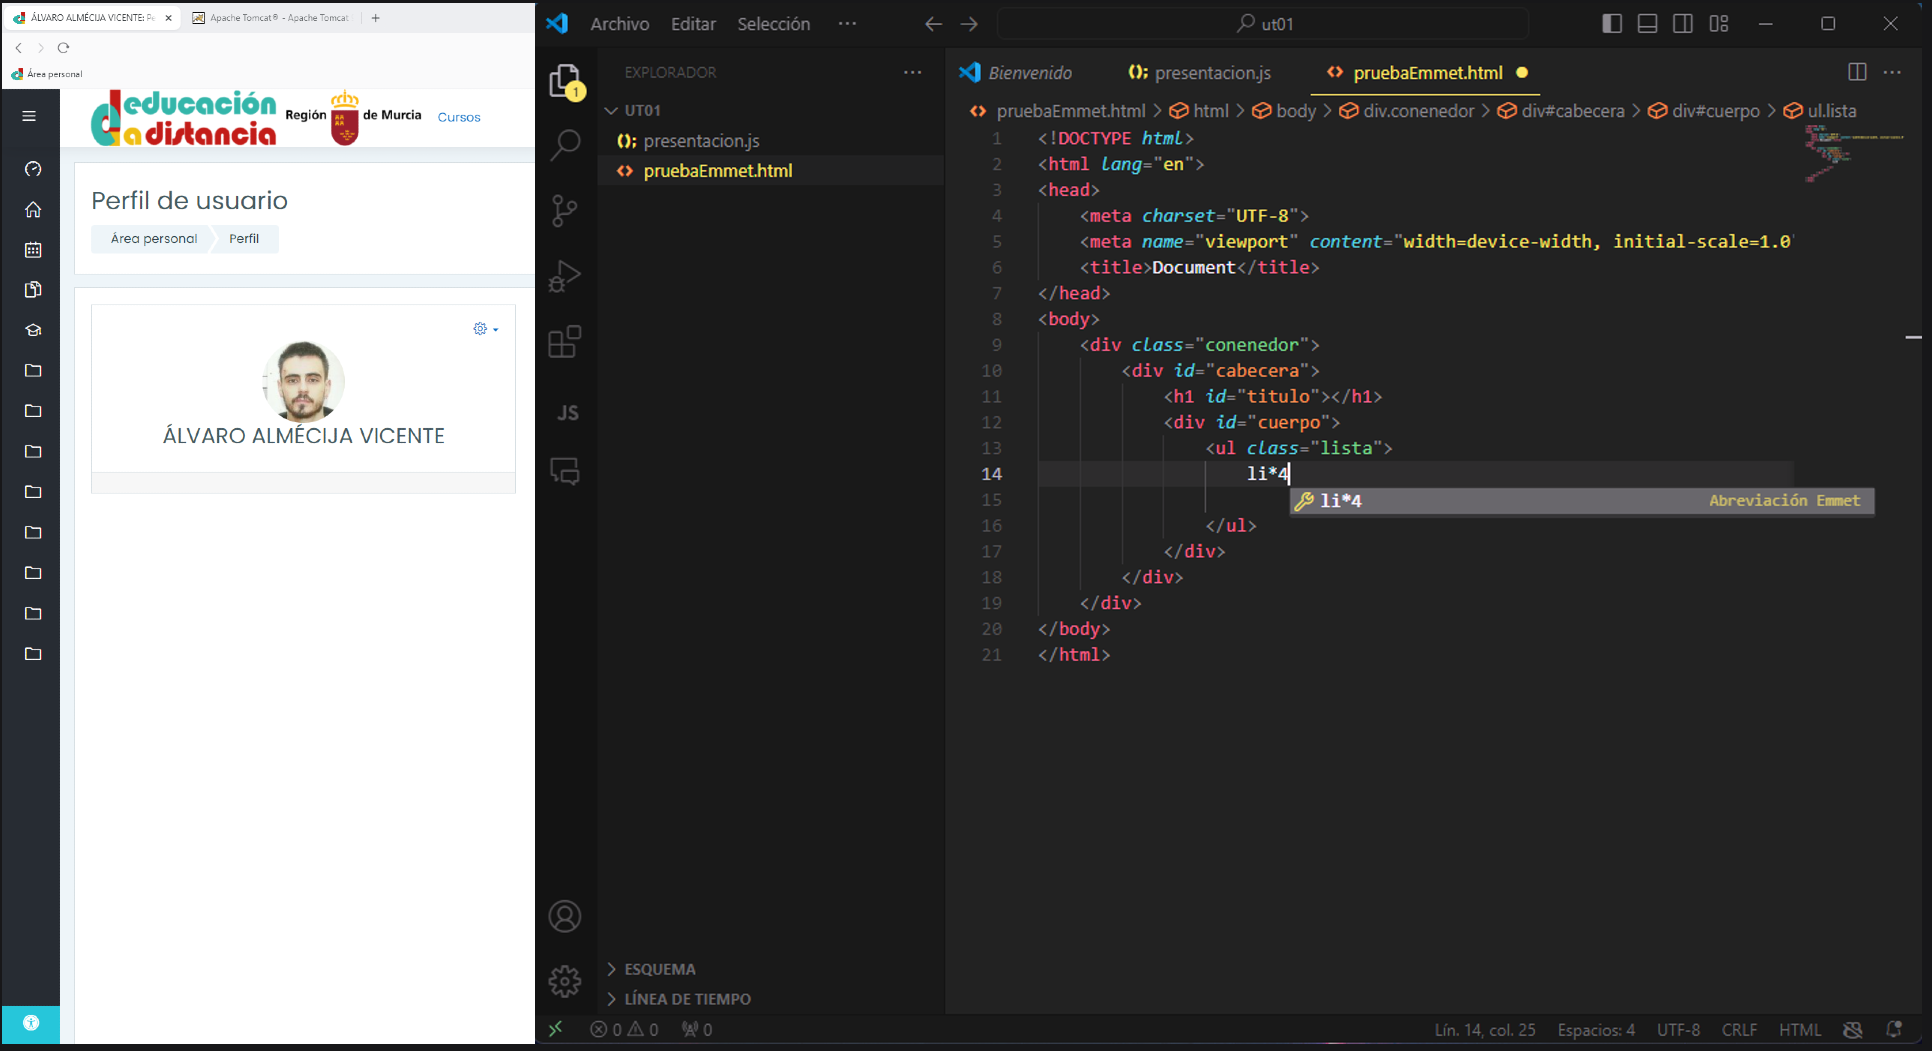 ÁLVARO ALMÉCIJA VICENTE: Pe
Apache Tomcat® - Apache Tomcat
Área personal
educación
a distancia
Región de Murcia
Cursos
Perfil de usuario
Área personal
Perfil
ÁLVARO ALMÉCIJA VICENTE
Archivo Editar Selección ···
ut01
EXPLORADOR ···
UT01
presentacion.js
pruebaEmmet.html
1
JS
ESQUEMA
LÍNEA DE TIEMPO
Bienvenido
presentacion.js
pruebaEmmet.html
···
pruebaEmmet.html > html > body > div.conenedor > div#cabecera > div#cuerpo > ul.lista
1 <!DOCTYPE html>
2 <html lang="en">
3 <head>
4 <meta charset="UTF-8">
5 <meta name="viewport" content="width=device-width, initial-scale=1.0
6 <title>Document</title>
7 </head>
8 <body>
9 <div class="conenedor">
10 <div id="cabecera">
11 <h1 id="titulo"></h1>
12 <div id="cuerpo">
13 <ul class="lista">
14 li*4
li*4 Abreviación Emmet
15
16 </ul>
17 </div>
18 </div>
19 </div>
20 </body>
21 </html>
0 0 0
Lín. 14, col. 25 Espacios: 4 UTF-8 CRLF HTML